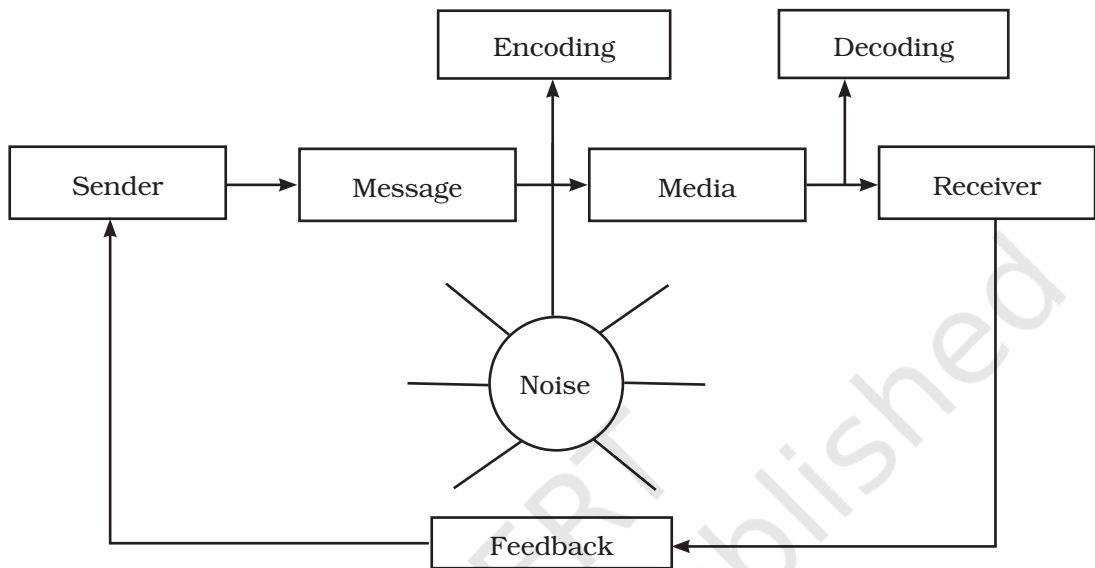 Encoding
Decoding
Sender
Message
Media
Receiver
Noise
Feedback